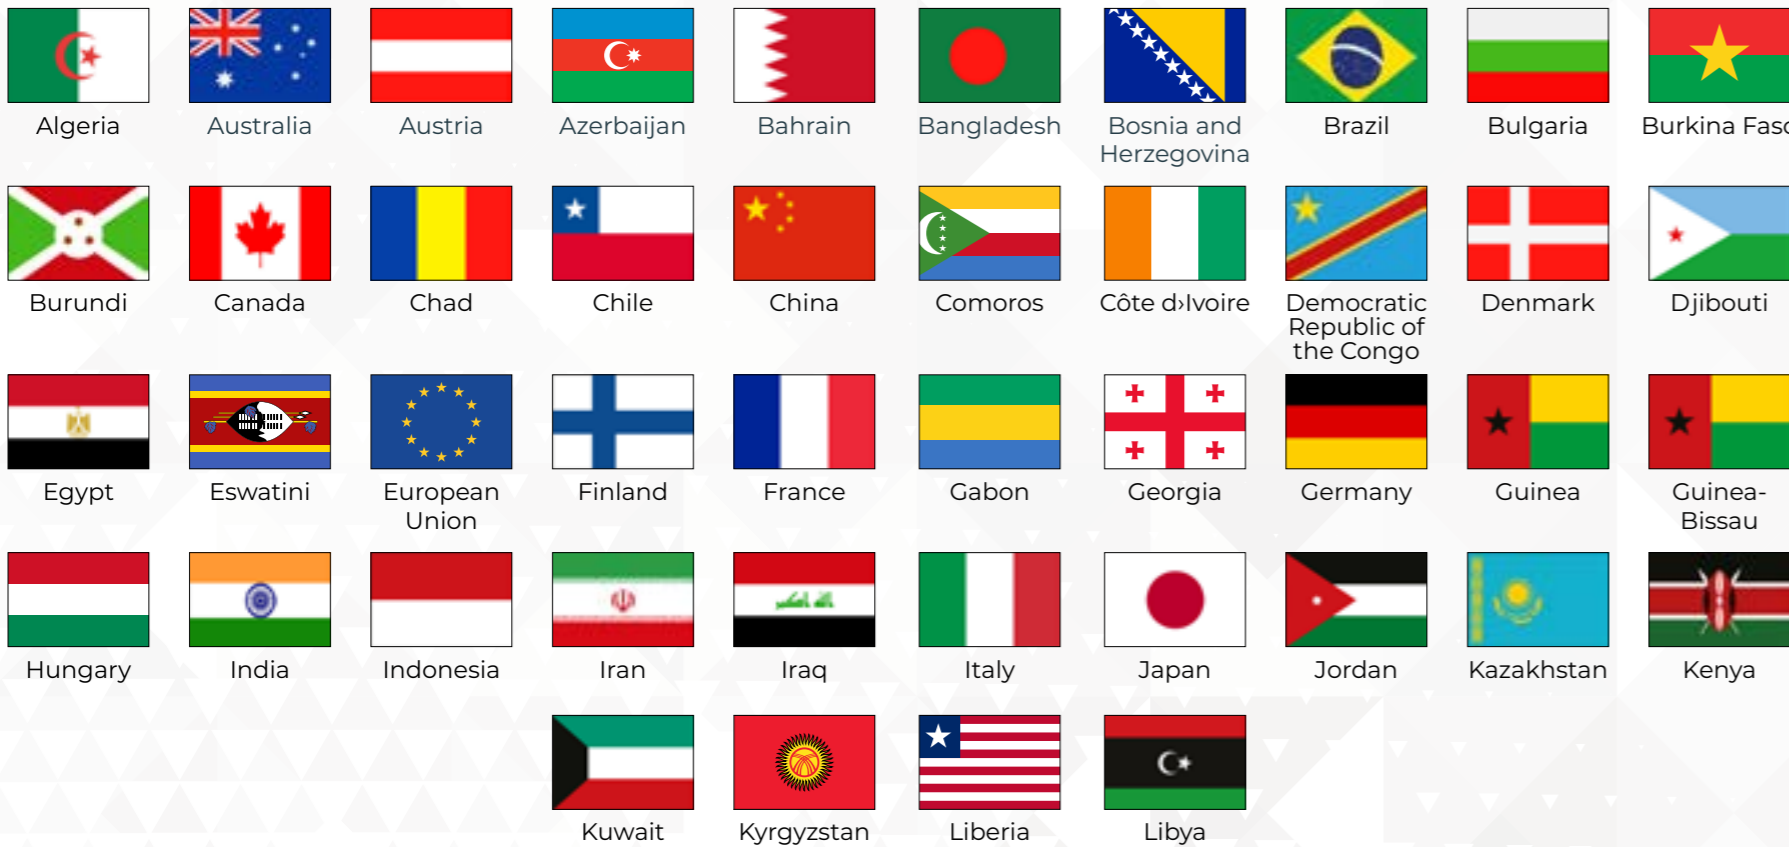 Algeria
Australia
Austria
Azerbaijan
Bahrain
Bangladesh
Bosnia and
Herzegovina
Brazil
Bulgaria
Burkina Faso
Burundi
Canada
Chad
Chile
China
Comoros
Côte d›Ivoire
Democratic
Republic of
the Congo
Denmark
Djibouti
Egypt
Eswatini
European
Union
Finland
France
Gabon
Georgia
Germany
Guinea
Guinea-
Bissau
Hungary
India
Indonesia
Iran
Iraq
Italy
Japan
Jordan
Kazakhstan
Kenya
Kuwait
Kyrgyzstan
Liberia
Libya